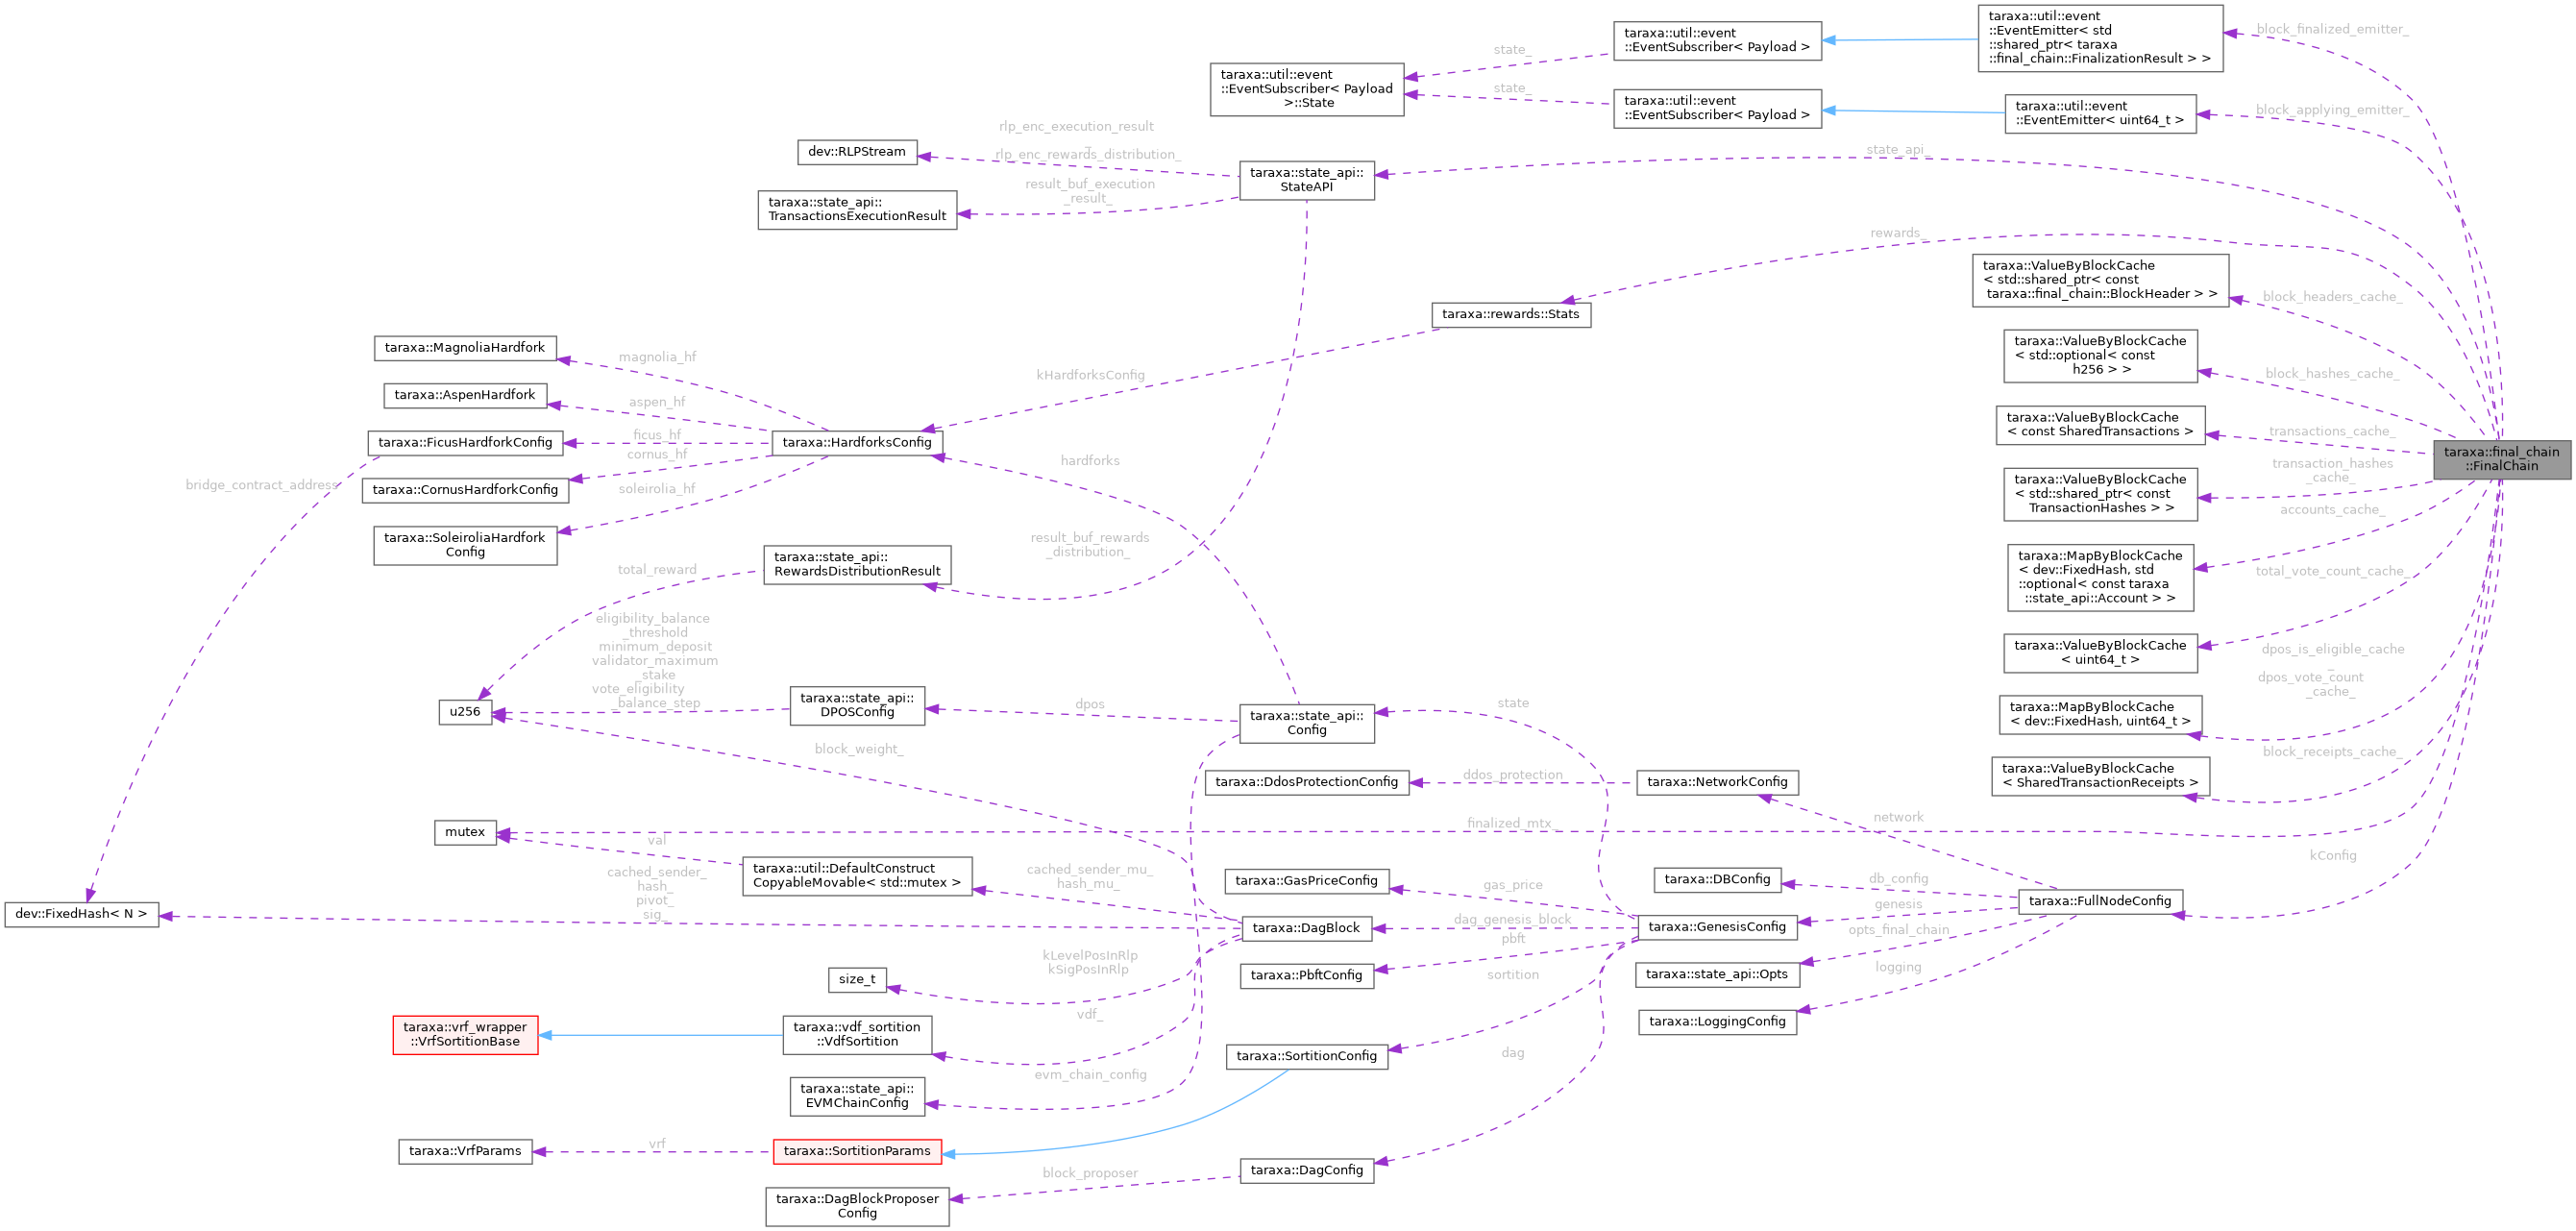 taraxa::util::event
::EventEmitter< std
::shared_ptr< taraxa
::final_chain::FinalizationResult > >
block_finalized_emitter_
taraxa::util::event
::EventSubscriber< Payload >
state_
taraxa::util::event
::EventSubscriber< Payload
>::State
taraxa::util::event
::EventSubscriber< Payload >
state_
taraxa::util::event
::EventEmitter< uint64_t >
block_applying_emitter_
rlp_enc_execution_result
_
rlp_enc_rewards_distribution_
dev::RLPStream
state_api_
taraxa::state_api::
StateAPI
result_buf_execution
_result_
taraxa::state_api::
TransactionsExecutionResult
rewards_
taraxa::ValueByBlockCache
< std::shared_ptr< const
taraxa::final_chain::BlockHeader > >
block_headers_cache_
taraxa::rewards::Stats
taraxa::MagnoliaHardfork
magnolia_hf
kHardforksConfig
taraxa::ValueByBlockCache
< std::optional< const
h256 > >
block_hashes_cache_
taraxa::AspenHardfork
aspen_hf
taraxa::FicusHardforkConfig
ficus_hf
taraxa::HardforksConfig
taraxa::ValueByBlockCache
< const SharedTransactions >
transactions_cache_
taraxa::final_chain
::FinalChain
cornus_hf
hardforks
taraxa::CornusHardforkConfig
soleirolia_hf
bridge_contract_address
taraxa::ValueByBlockCache
< std::shared_ptr< const
TransactionHashes > >
transaction_hashes
_cache_
accounts_cache_
taraxa::SoleiroliaHardfork
Config
result_buf_rewards
_distribution_
taraxa::state_api::
RewardsDistributionResult
total_reward
taraxa::MapByBlockCache
< dev::FixedHash, std
::optional< const taraxa
::state_api::Account > >
total_vote_count_cache_
eligibility_balance
_threshold
minimum_deposit
validator_maximum
_stake
vote_eligibility
_balance_step
taraxa::ValueByBlockCache
< uint64_t >
dpos_is_eligible_cache
_
dpos_vote_count
_cache_
u256
taraxa::state_api::
DPOSConfig
dpos
taraxa::state_api::
Config
state
taraxa::MapByBlockCache
< dev::FixedHash, uint64_t >
block_weight_
block_receipts_cache_
taraxa::DdosProtectionConfig
ddos_protection
taraxa::NetworkConfig
taraxa::ValueByBlockCache
< SharedTransactionReceipts >
mutex
finalized_mtx_
network
val
kConfig
taraxa::util::DefaultConstruct
CopyableMovable< std::mutex >
cached_sender_mu_
hash_mu_
taraxa::GasPriceConfig
gas_price
taraxa::DBConfig
db_config
taraxa::FullNodeConfig
cached_sender_
hash_
pivot_
sig_
dev::FixedHash< N >
taraxa::DagBlock
dag_genesis_block
taraxa::GenesisConfig
genesis
pbft
opts_final_chain
kLevelPosInRlp
kSigPosInRlp
size_t
taraxa::PbftConfig
sortition
taraxa::state_api::Opts
logging
vdf_
taraxa::LoggingConfig
taraxa::vrf_wrapper
::VrfSortitionBase
taraxa::vdf_sortition
::VdfSortition
taraxa::SortitionConfig
dag
evm_chain_config
taraxa::state_api::
EVMChainConfig
taraxa::VrfParams
vrf
taraxa::SortitionParams
taraxa::DagConfig
block_proposer
taraxa::DagBlockProposer
Config